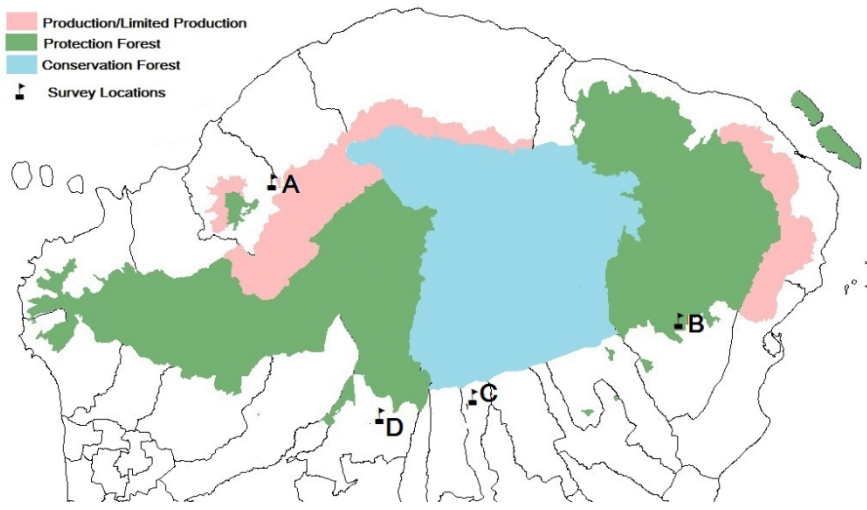 Production/Limited Production
Protection Forest
Conservation Forest
Survey Locations
A
B
C
D